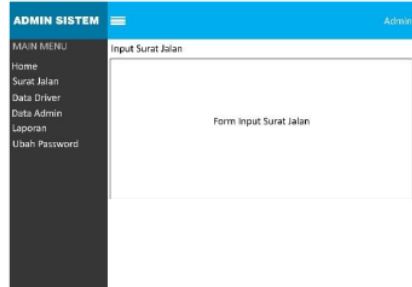 ADMIN SISTEM
Admin
MAIN MENU
Input Surat Jalan
Home
Surat Jalan
Data Driver
Data Admin
Laporan
Ubah Password
Form Input Surat Jalan